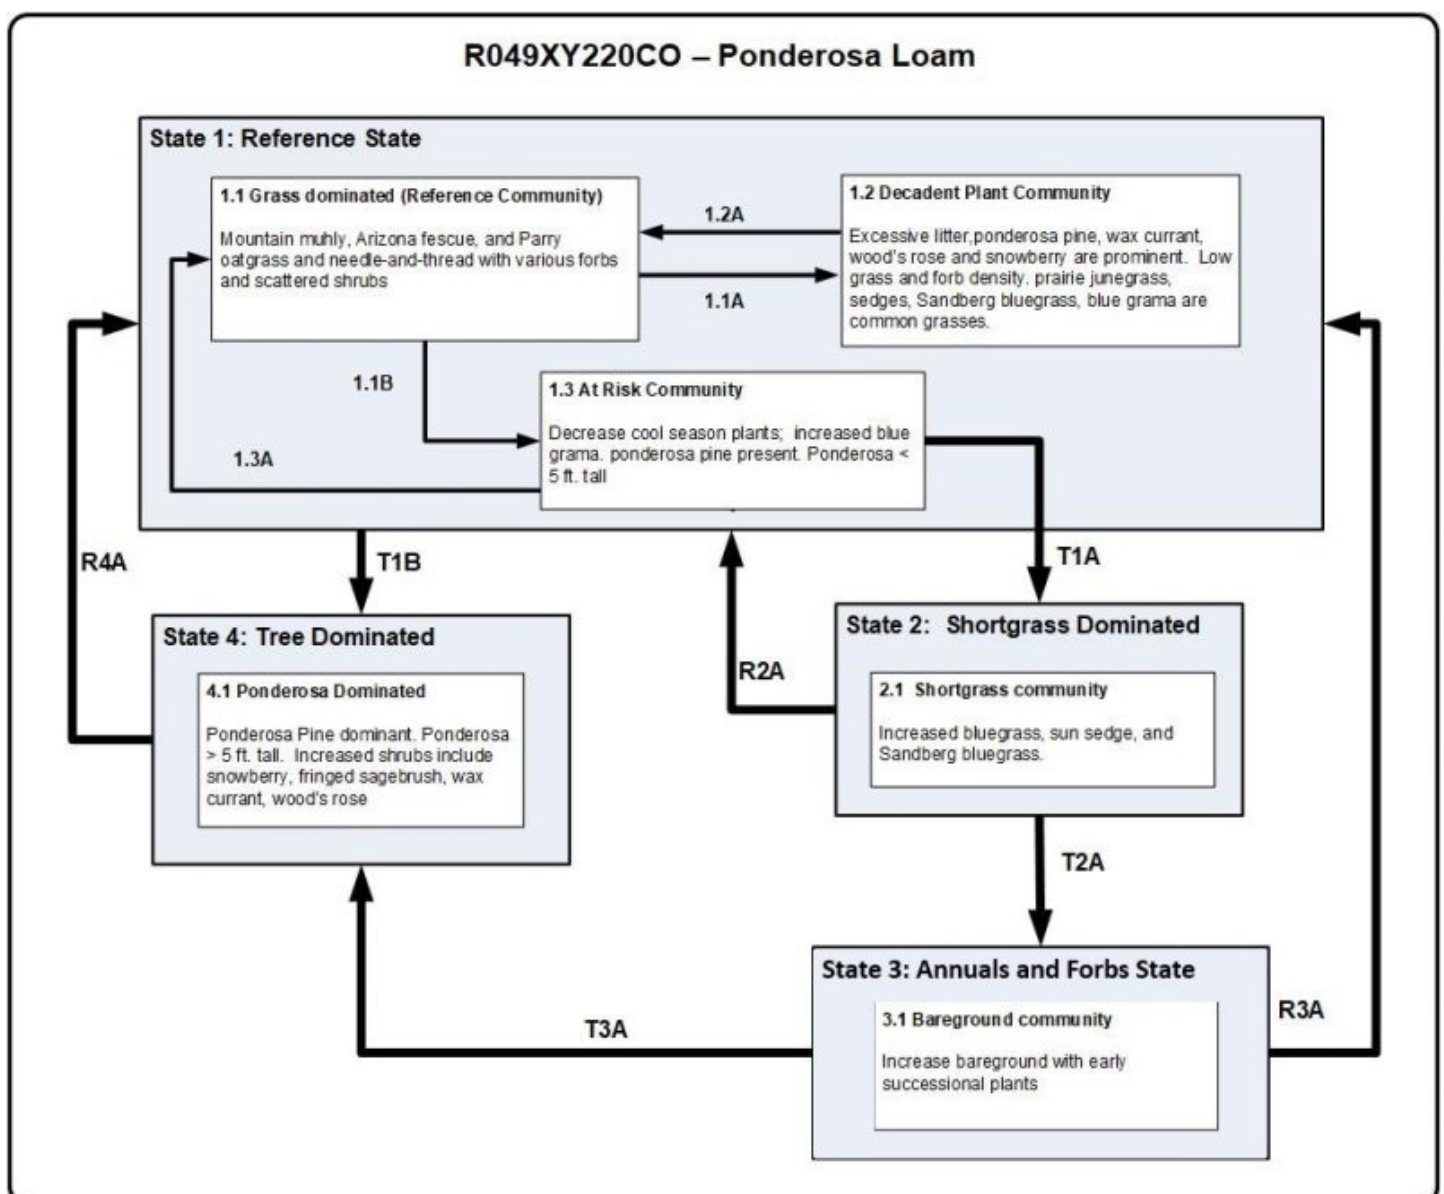 R049XY220CO – Ponderosa Loam
State 1: Reference State
1.1 Grass dominated (Reference Community)
Mountain muhly, Arizona fescue, and Parry
oatgrass and needle-and-thread with various forbs
and scattered shrubs
1.2A
1.1A
1.2 Decadent Plant Community
Excessive litter,ponderosa pine, wax currant,
wood's rose and snowberry are prominent. Low
grass and forb density, prairie junegrass,
sedges, Sandberg bluegrass, blue grama are
common grasses.
1.1B
1.3A
1.3 At Risk Community
Decrease cool season plants; increased blue
grama. ponderosa pine present. Ponderosa <
5 ft. tall
R4A
T1B
T1A
R2A
State 4: Tree Dominated
4.1 Ponderosa Dominated
Ponderosa Pine dominant. Ponderosa
> 5 ft. tall. Increased shrubs include
snowberry, fringed sagebrush, wax
currant, wood's rose
State 2: Shortgrass Dominated
2.1 Shortgrass community
Increased bluegrass, sun sedge, and
Sandberg bluegrass.
T2A
State 3: Annuals and Forbs State
3.1 Bareground community
Increase bareground with early
successional plants
T3A
R3A